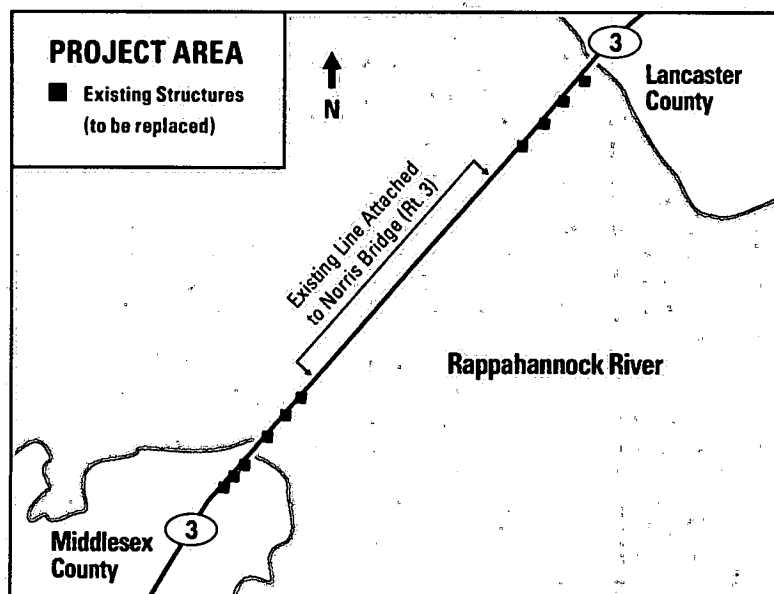 PROJECT AREA
Existing Structures
(to be replaced)
N
3
Lancaster
County
Existing Line Attached
to Norris Bridge (Rt. 3)
Rappahannock River
3
Middlesex
County